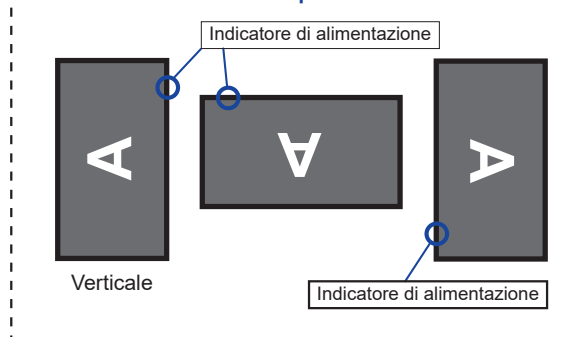 Indicatore di alimentazione
A
A
A
Verticale
Indicatore di alimentazione